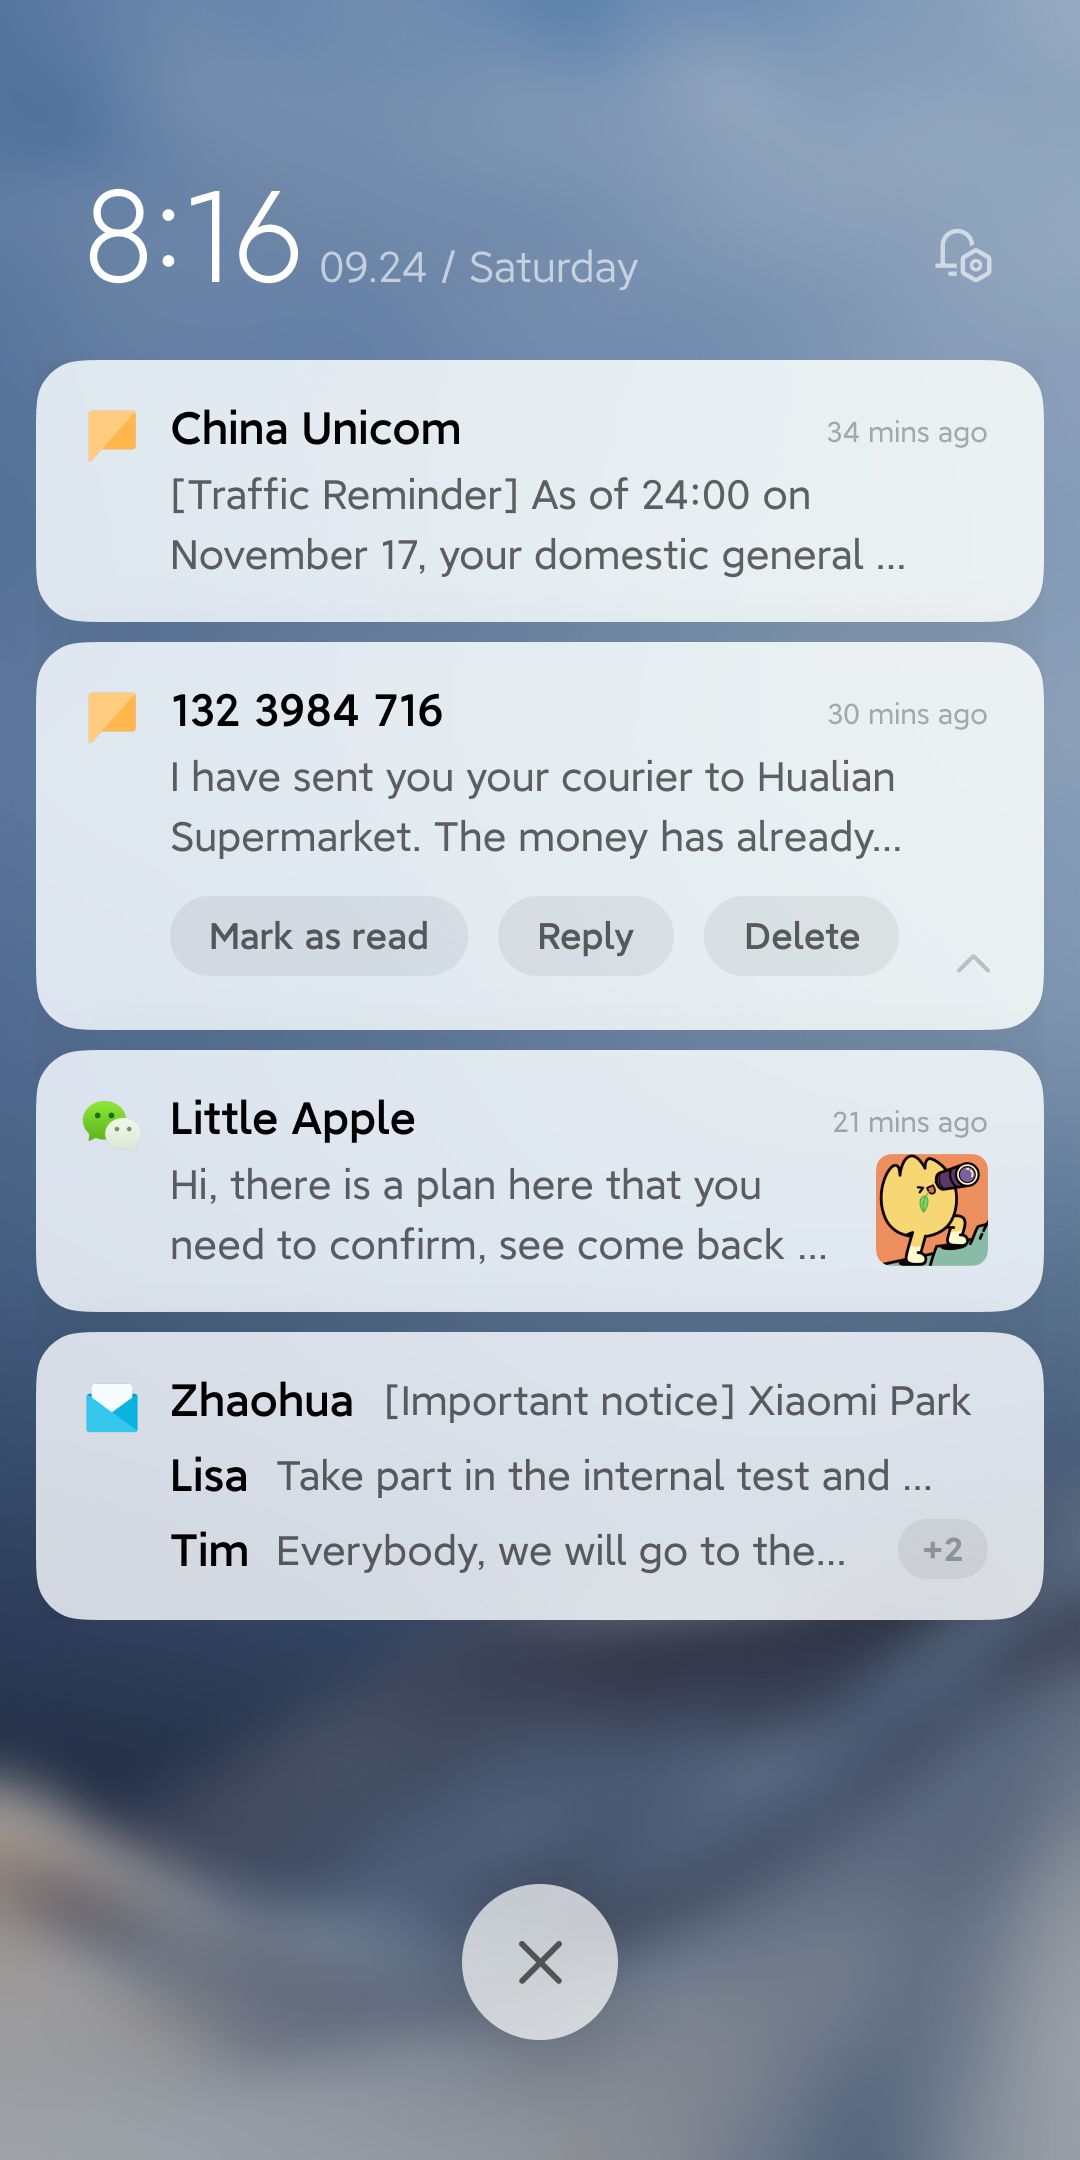 8:16 09.24 / Saturday
China Unicom 34 mins ago
[Traffic Reminder] As of 24:00 on
November 17, your domestic general ...
132 3984 716 30 mins ago
I have sent you your courier to Hualian
Supermarket. The money has already...
Mark as read Reply Delete
Little Apple 21 mins ago
Hi, there is a plan here that you
need to confirm, see come back ...
Zhaohua [Important notice] Xiaomi Park
Lisa Take part in the internal test and ...
Tim Everybody, we will go to the... +2